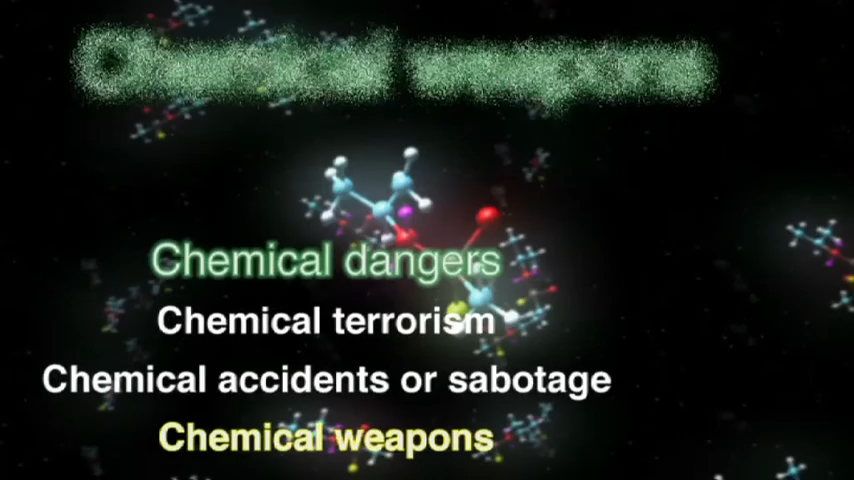 Chemical dangers
Chemical terrorism
Chemical accidents or sabotage
Chemical weapons